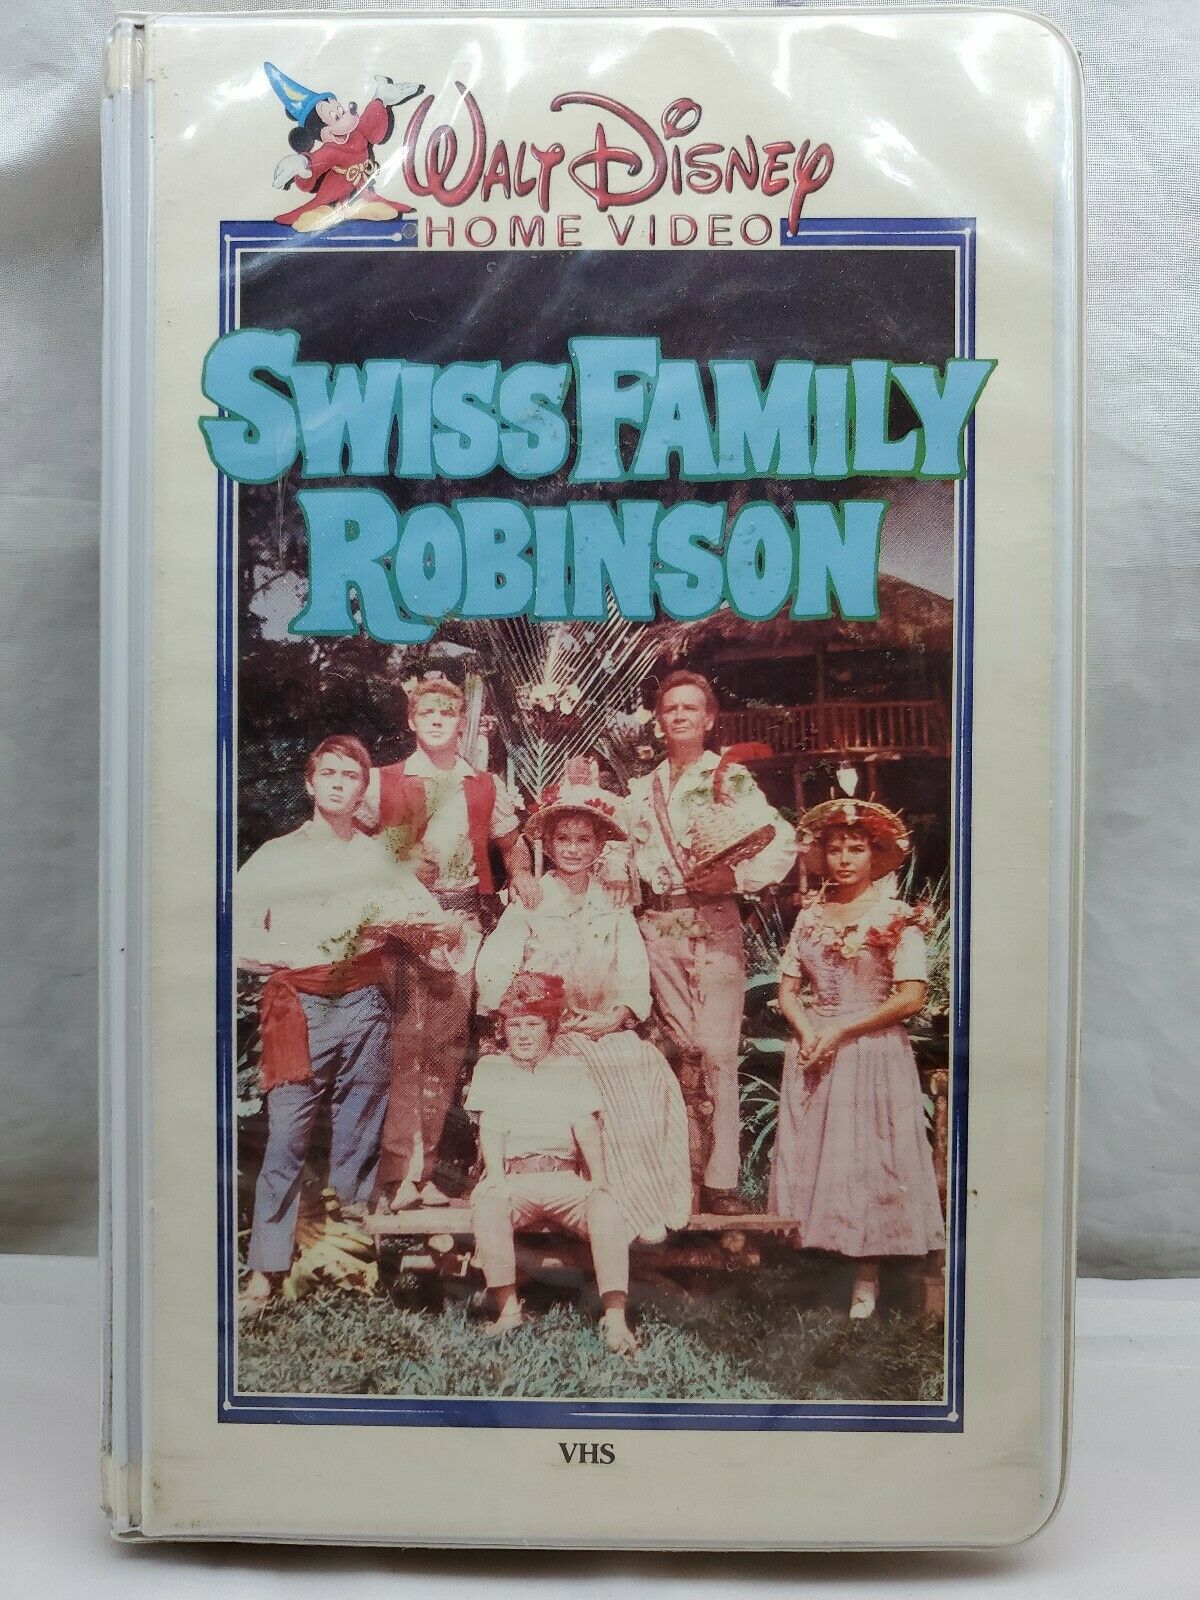 WALT DISNEY
HOME VIDEO
SWISS FAMILY
ROBINSON
VHS